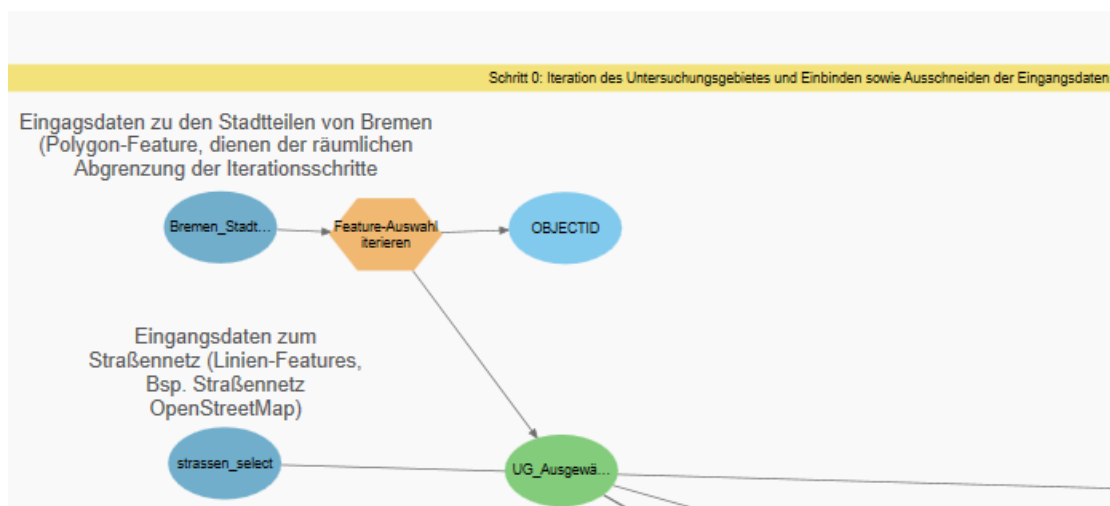 Schritt 0: Iteration des Untersuchungsgebietes und Einbinden sowie Ausschneiden der Eingangsdaten
Eingagsdaten zu den Stadtteilen von Bremen
(Polygon-Feature, dienen der räumlichen
Abgrenzung der Iterationsschritte
Bremen_Stadt...
Feature-Auswahl
iterieren
OBJECTID
Eingangsdaten zum
Straßennetz (Linien-Features,
Bsp. Straßennetz
OpenStreetMap)
strassen_select
UG_Ausgewä...